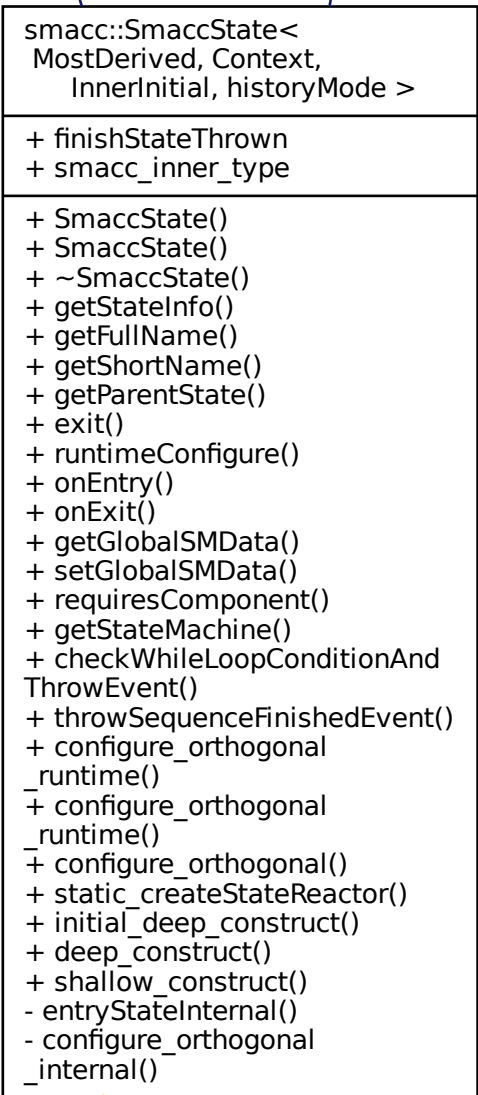 smacc::SmaccState<
MostDerived, Context,
InnerInitial, historyMode >
+ finishStateThrown
+ smacc_inner_type
+ SmaccState()
+ SmaccState()
+ ~SmaccState()
+ getStateInfo()
+ getFullName()
+ getShortName()
+ getParentState()
+ exit()
+ runtimeConfigure()
+ onEntry()
+ onExit()
+ getGlobalSMData()
+ setGlobalSMData()
+ requiresComponent()
+ getStateMachine()
+ checkWhileLoopConditionAnd
ThrowEvent()
+ throwSequenceFinishedEvent()
+ configure_orthogonal
_runtime()
+ configure_orthogonal
_runtime()
+ configure_orthogonal()
+ static_createStateReactor()
+ initial_deep_construct()
+ deep_construct()
+ shallow_construct()
- entryStateInternal()
- configure_orthogonal
_internal()